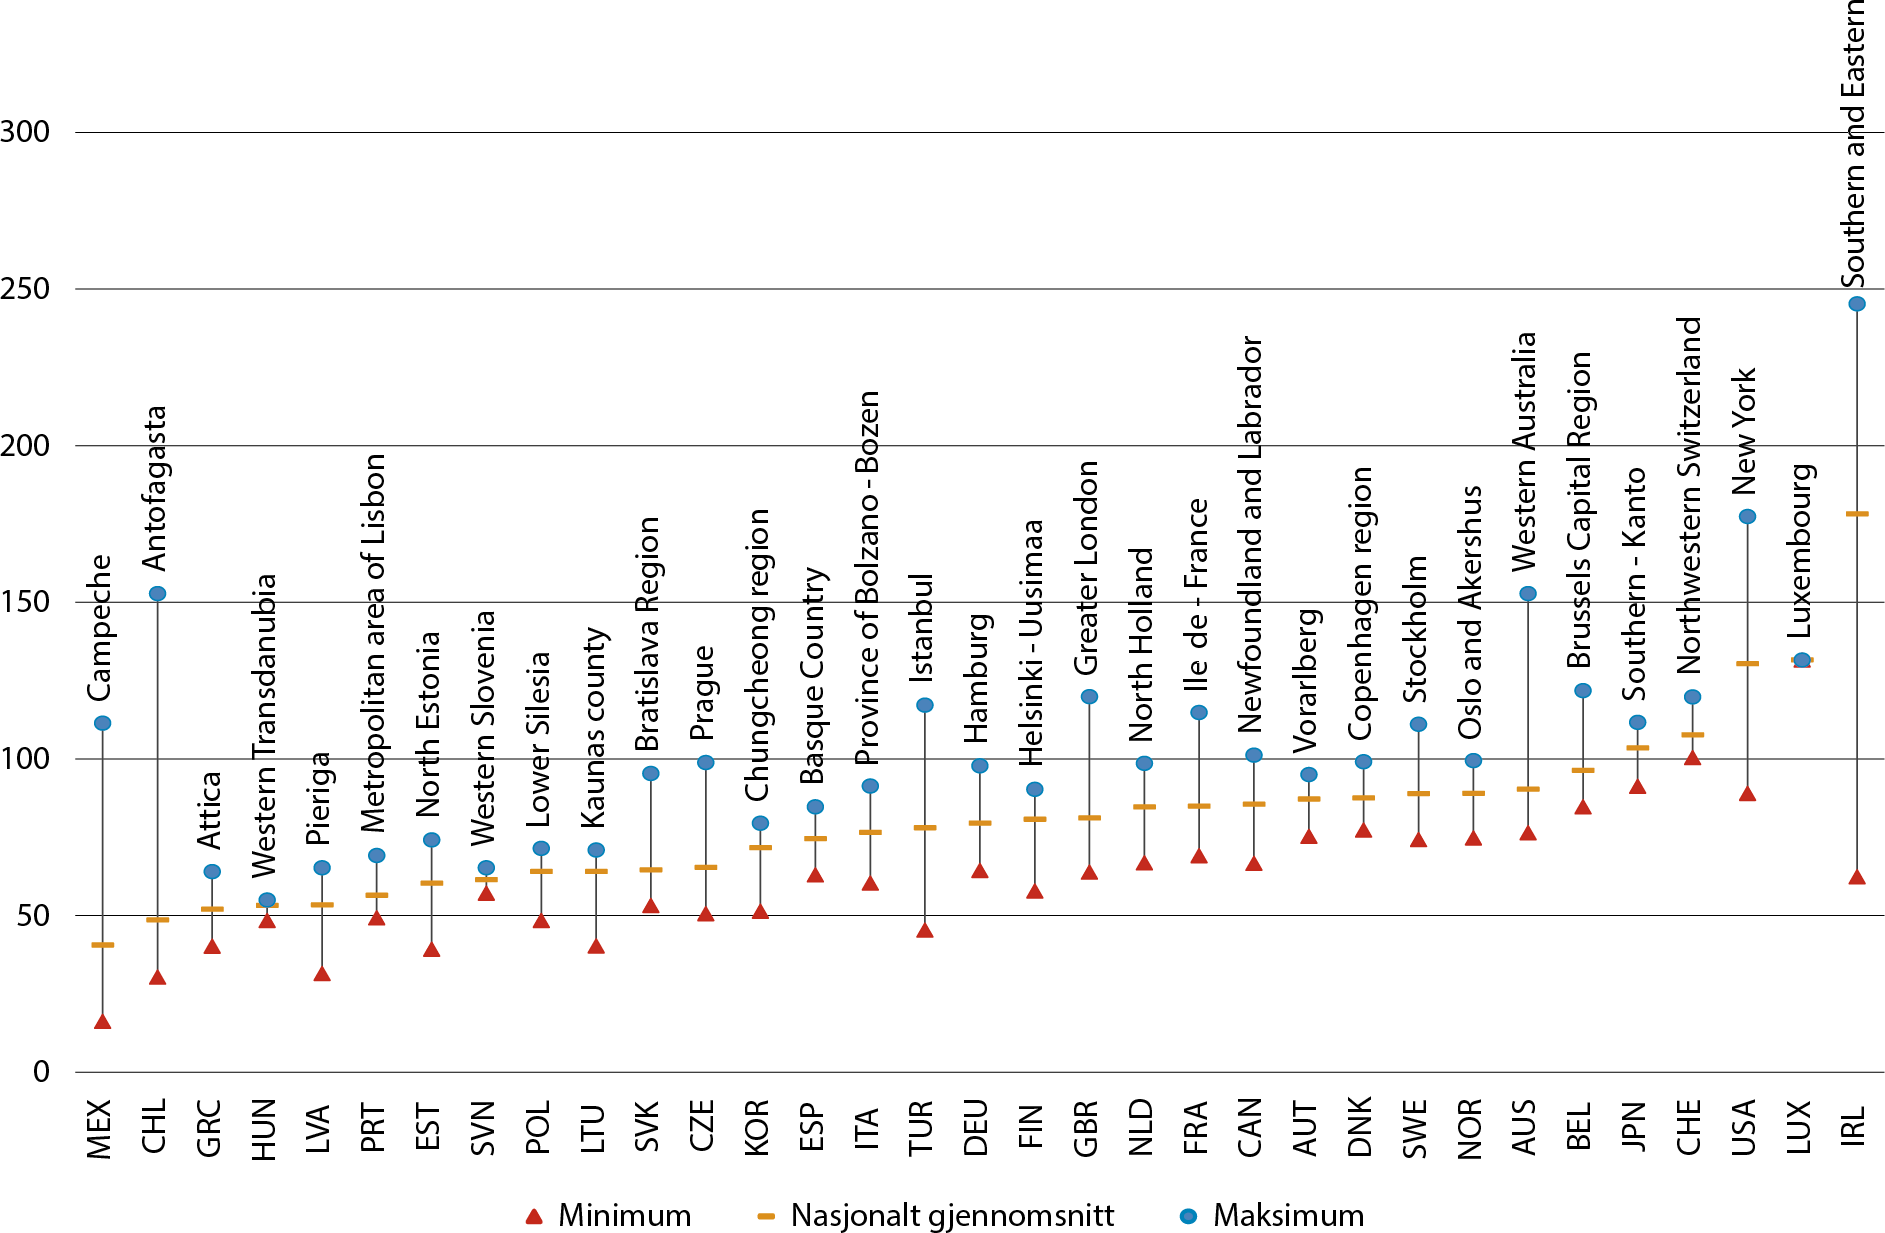 300
250
200
150
100
50
0
Campeche
Antofagasta
Attica
Western Transdanubia
Pieriga
Metropolitan area of Lisbon
North Estonia
Western Slovenia
Lower Silesia
Kaunas county
Bratislava Region
Prague
Chungcheong region
Basque Country
Province of Bolzano - Bozen
Istanbul
Hamburg
Helsinki - Uusimaa
Greater London
North Holland
Ile de - France
Newfoundland and Labrador
Vorarlberg
Copenhagen region
Stockholm
Oslo and Akershus
Western Australia
Brussels Capital Region
Southern - Kanto
Northwestern Switzerland
New York
Luxembourg
Southern and Eastern
MEX
CHL
GRC
HUN
LVA
PRT
EST
SVN
POL
LTU
SVK
CZE
KOR
ESP
ITA
TUR
DEU
FIN
GBR
NLD
FRA
CAN
AUT
DNK
SWE
NOR
AUS
BEL
JPN
CHE
USA
LUX
IRL
Minimum
Nasjonalt gjennomsnitt
Maksimum